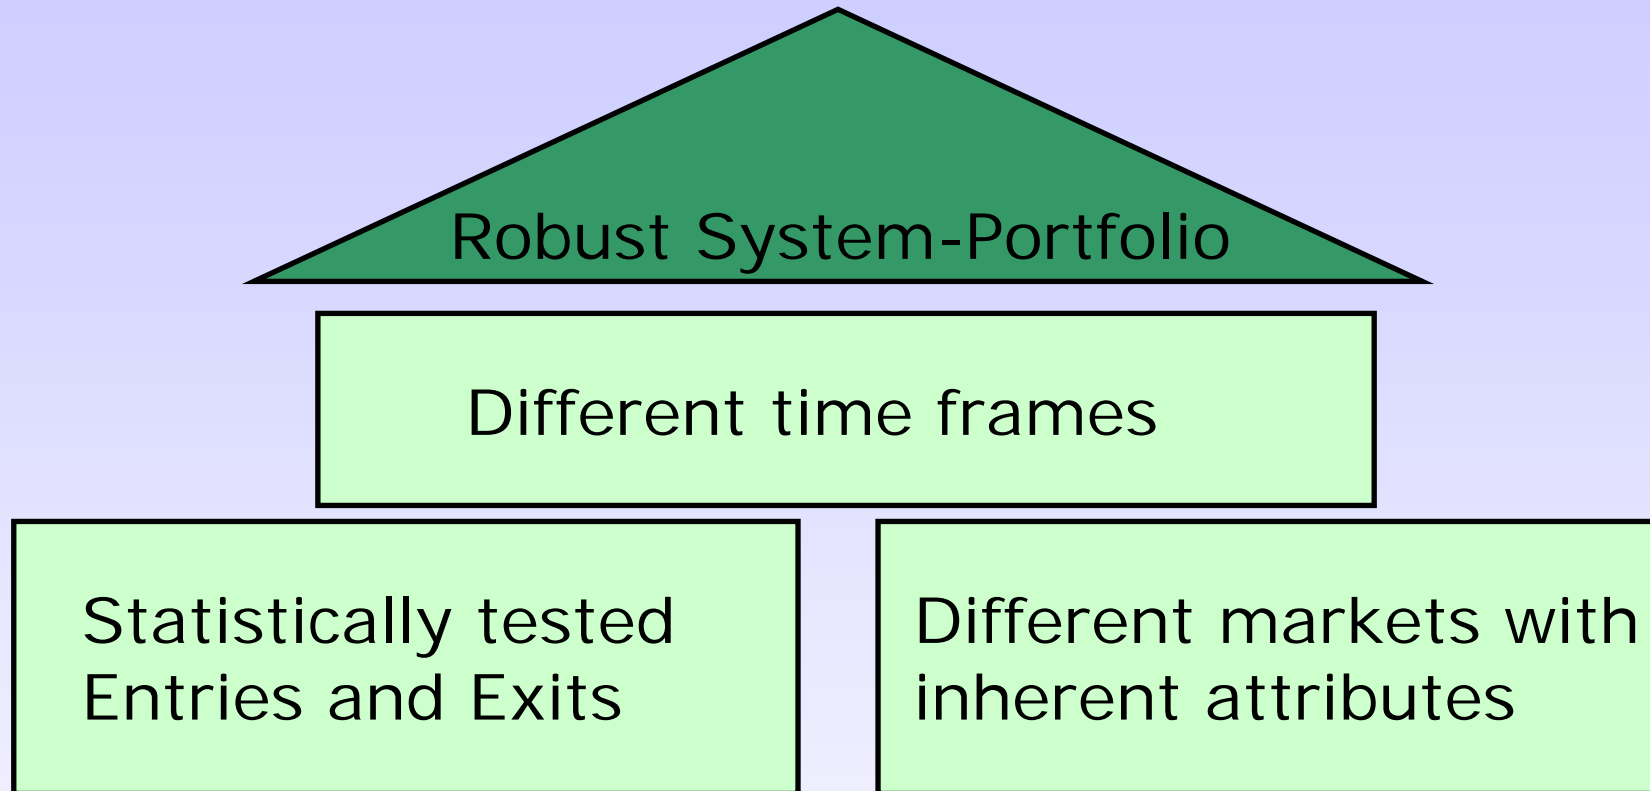 Robust System-Portfolio
Different time frames
Statistically tested
Entries and Exits
Different markets with
inherent attributes